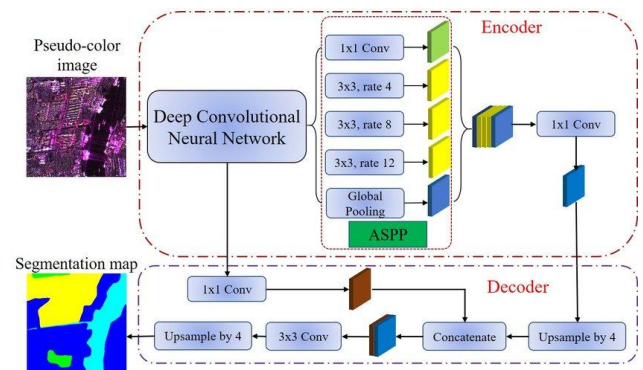 Pseudo-color
image
Encoder
Deep Convolutional
Neural Network
1x1 Conv
3x3, rate 4
3x3, rate 8
3x3, rate 12
Global
Pooling
ASPP
1x1 Conv
Segmentation map
Decoder
1x1 Conv
Upsample by 4
3x3 Conv
Concatenate
Upsample by 4